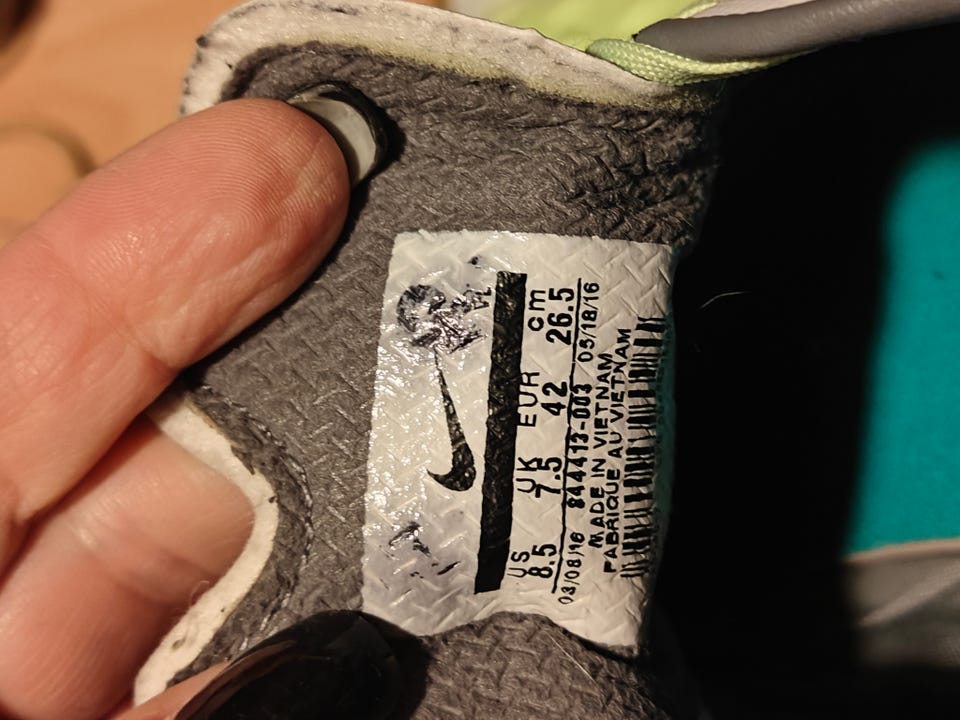 US UK EUR cm
8.5 7.5 42 26.5
03/08/16 844413-003 05/18/16
MADE IN VIETNAM
FABRIQUE AU VIETNAM